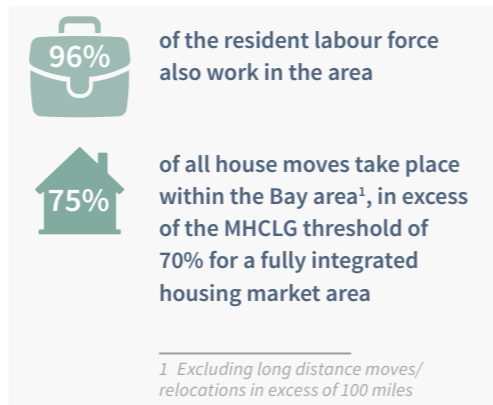 96%
of the resident labour force
also work in the area
75%
of all house moves take place
within the Bay area¹, in excess
of the MHCLG threshold of
70% for a fully integrated
housing market area
1 Excluding long distance moves/
relocations in excess of 100 miles